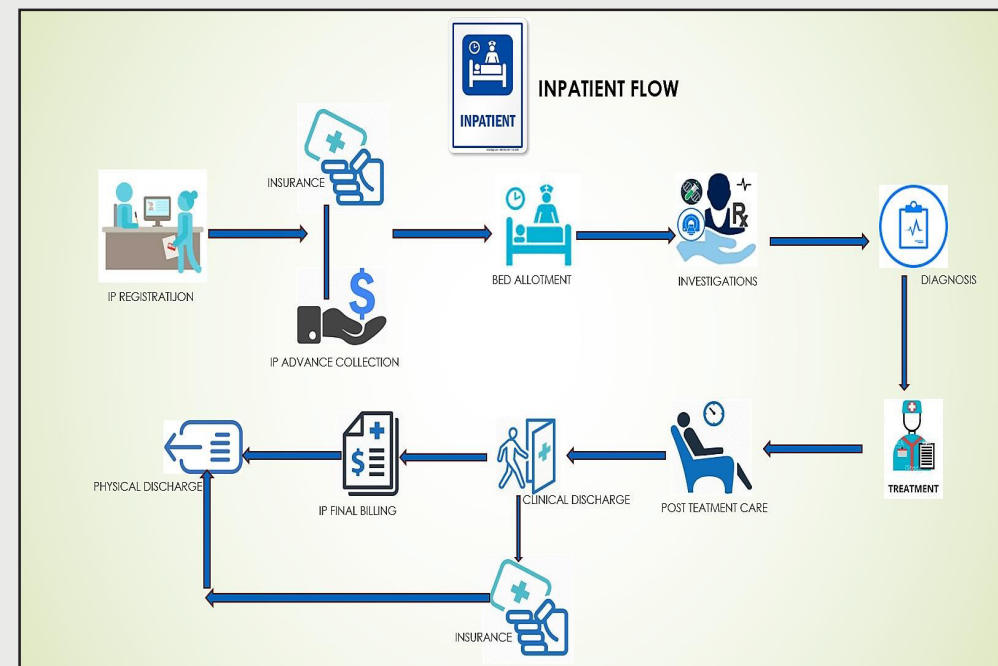 INPATIENT
INPATIENT FLOW
INSURANCE
IP REGISTRATIJON
IP ADVANCE COLLECTION
BED ALLOTMENT
Rx
INVESTIGATIONS
DIAGNOSIS
TREATMENT
POST TEATMENT CARE
CLINICAL DISCHARGE
$
IP FINAL BILLING
PHYSICAL DISCHARGE
INSURANCE